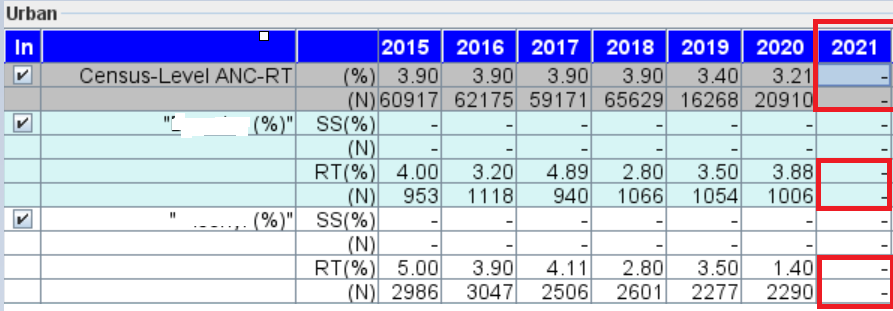 Urban
In 2015 2016 2017 2018 2019 2020 2021
Census-Level ANC-RT (%) 3.90 3.90 3.90 3.90 3.40 3.21 -
(N) 60917 62175 59171 65629 16268 20910 -
" (%)" SS(%) - - - - - - -
(N) - - - - - - -
RT(%) 4.00 3.20 4.89 2.80 3.50 3.88 -
(N) 953 1118 940 1066 1054 1006 -
" (%)" SS(%) - - - - - - -
(N) - - - - - - -
RT(%) 5.00 3.90 4.11 2.80 3.50 1.40 -
(N) 2986 3047 2506 2601 2277 2290 -